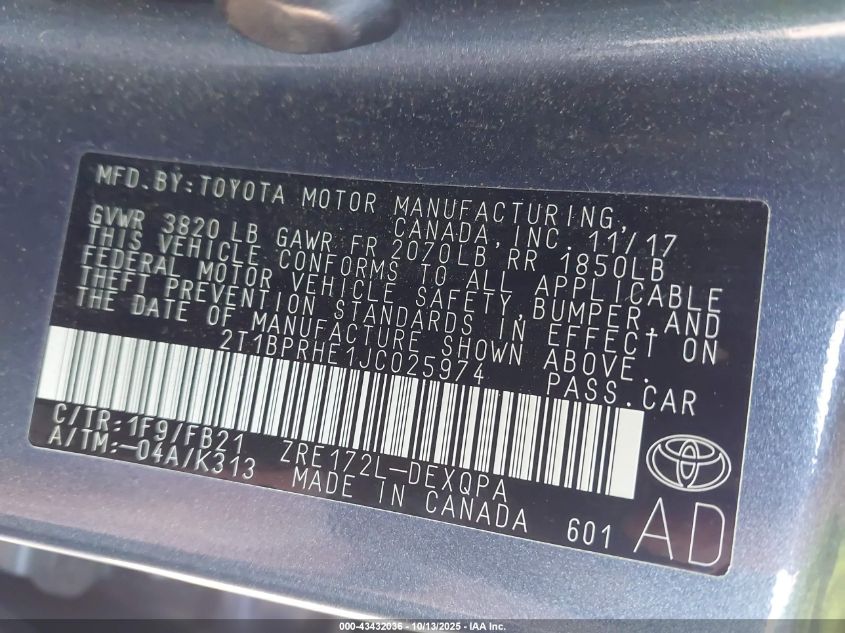 MFD. BY: TOYOTA MOTOR MANUFACTURING,
CANADA, INC. 11/17
GVWR 3820 LB GAWR FR 2070LB RR 1850LB
THIS VEHICLE CONFORMS TO ALL APPLICABLE
FEDERAL MOTOR VEHICLE SAFETY, BUMPER, AND
THEFT PREVENTION STANDARDS IN EFFECT ON
THE DATE OF MANUFACTURE SHOWN ABOVE.
2T1BPRHE1JC025974 PASS. CAR
C/TR: 1F9/FB21
A/TM: -04A/K313
ZRE172L-DEXQPA
MADE IN CANADA
601
AD
000-43432036 - 10/13/2025 - IAA Inc.